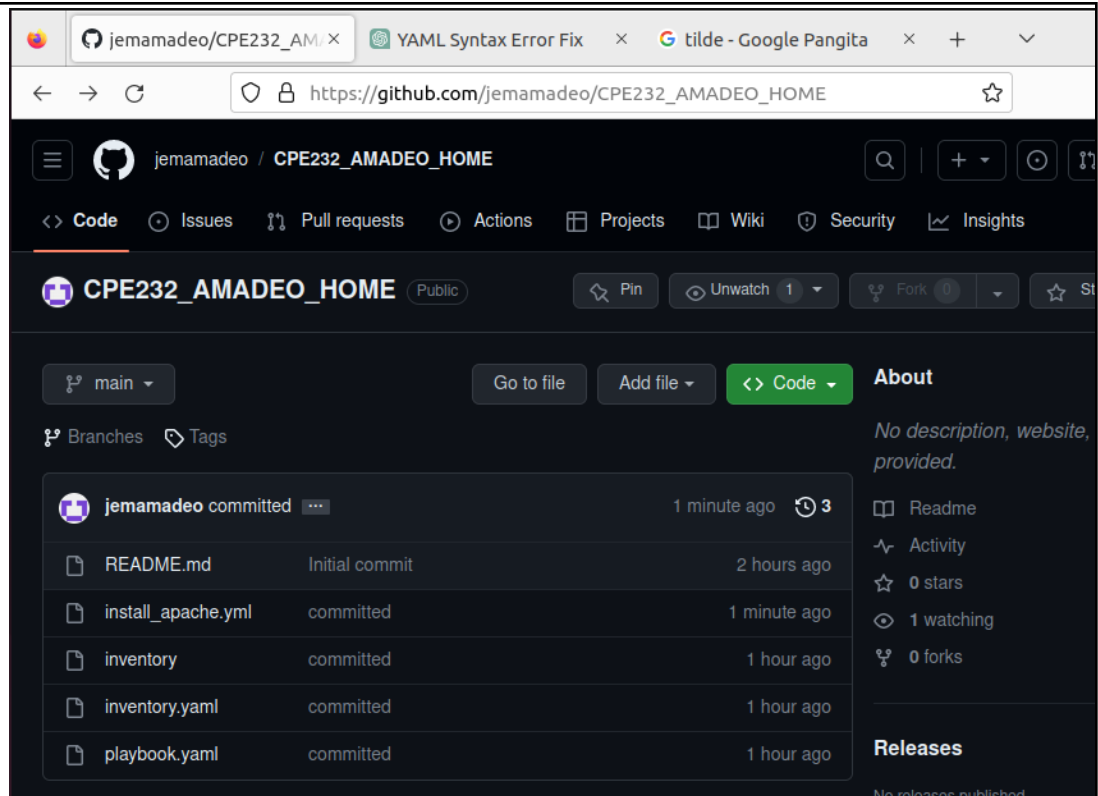 jemamadeo/CPE232_AM
YAML Syntax Error Fix
tilde - Google Pangita
https://github.com/jemamadeo/CPE232_AMADEO_HOME
jemamadeo / CPE232_AMADEO_HOME
Code Issues Pull requests Actions Projects Wiki Security Insights
CPE232_AMADEO_HOME Public Pin Unwatch 1 Fork 0 St
main Go to file Add file Code
Branches Tags
jemamadeo committed 1 minute ago 3
README.md Initial commit 2 hours ago
install_apache.yml committed 1 minute ago
inventory committed 1 hour ago
inventory.yaml committed 1 hour ago
playbook.yaml committed 1 hour ago
About
No description, website,
provided.
Readme
Activity
0 stars
1 watching
0 forks
Releases
No releases published